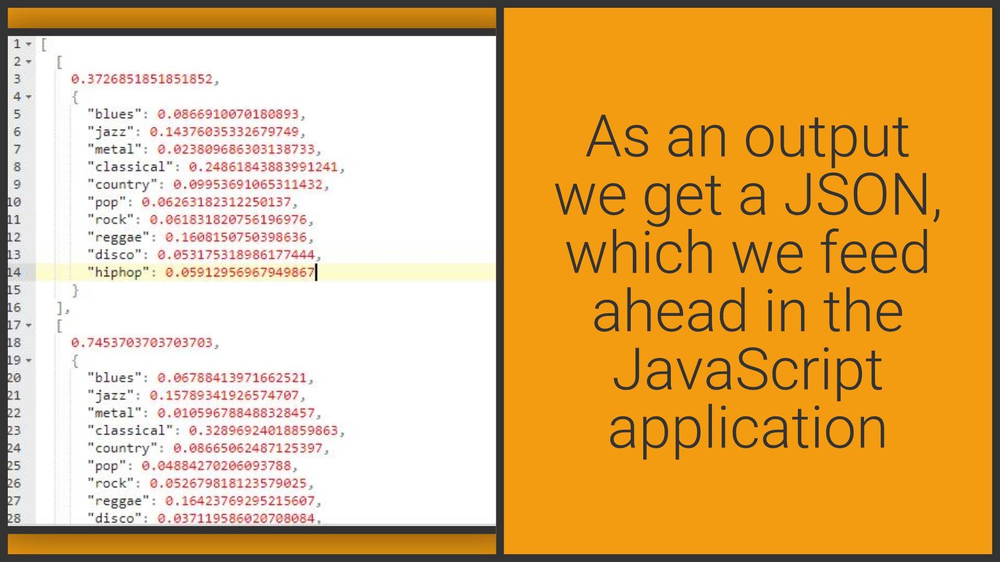 1 [
2 [
3 0.3726851851851852,
4 {
5 "blues": 0.0866910070180893,
6 "jazz": 0.14376035332679749,
7 "metal": 0.023809686303138733,
8 "classical": 0.24861843883991241,
9 "country": 0.09953691065311432,
10 "pop": 0.06263182312250137,
11 "rock": 0.061831820756196976,
12 "reggae": 0.1608150750398636,
13 "disco": 0.053175318986177444,
14 "hiphop": 0.05912956967949867
15 }
16 ],
17 [
18 0.7453703703703703,
19 {
20 "blues": 0.06788413971662521,
21 "jazz": 0.15789341926574707,
22 "metal": 0.010596788488328457,
23 "classical": 0.32896924018859863,
24 "country": 0.08665062487125397,
25 "pop": 0.04884270206093788,
26 "rock": 0.052679818123579025,
27 "reggae": 0.16423769295215607,
28 "disco": 0.037119586020708084,
As an output
we get a JSON,
which we feed
ahead in the
JavaScript
application